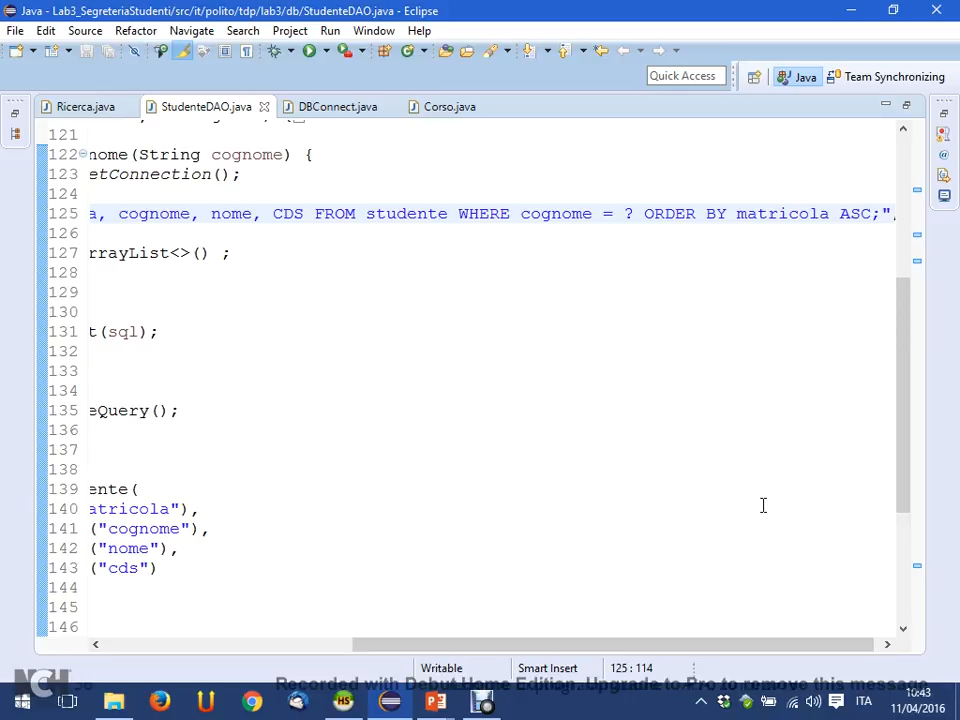 Java - Lab3_SegreteriaStudenti/src/it/polito/tdp/lab3/db/StudenteDAO.java - Eclipse
File Edit Source Refactor Navigate Search Project Run Window Help
Quick Access Java Team Synchronizing
Ricerca.java StudenteDAO.java DBConnect.java Corso.java
121
122 nome(String cognome) {
123 etConnection();
124
125 a, cognome, nome, CDS FROM studente WHERE cognome = ? ORDER BY matricola ASC;";
126
127 rrayList<>() ;
128
129
130
131 t(sql);
132
133
134
135 eQuery();
136
137
138
139 ente(
140 atricola"),
141 ("cognome"),
142 ("nome"),
143 ("cds")
144
145
146
Writable Smart Insert 125 : 114
NCH
Recorded with Debut Home Edition. Upgrade to Pro to remove this message
ITA
10:43
11/04/2016